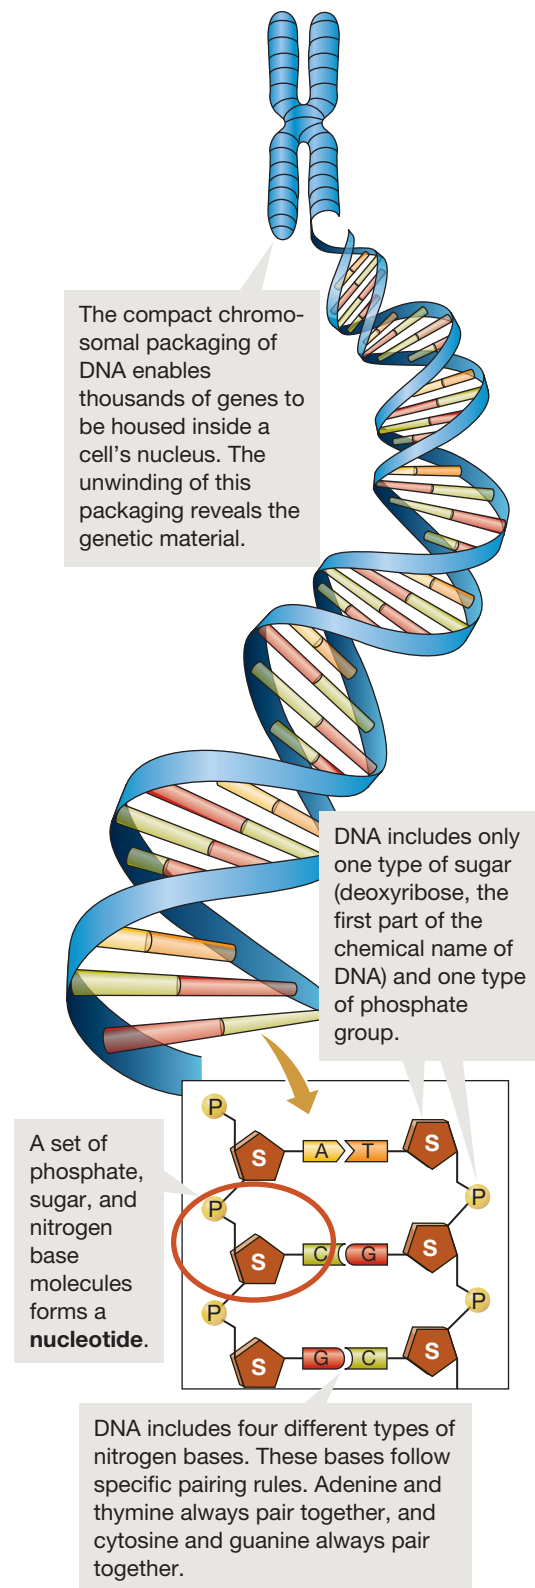 The compact chromo-
somal packaging of
DNA enables
thousands of genes to
be housed inside a
cell's nucleus. The
unwinding of this
packaging reveals the
genetic material.
DNA includes only
one type of sugar
(deoxyribose, the
first part of the
chemical name of
DNA) and one type
of phosphate
group.
A set of
phosphate,
sugar, and
nitrogen
base
molecules
forms a
nucleotide.
P
S A T S
P P
S C G S
P P
S G C S
DNA includes four different types of
nitrogen bases. These bases follow
specific pairing rules. Adenine and
thymine always pair together, and
cytosine and guanine always pair
together.